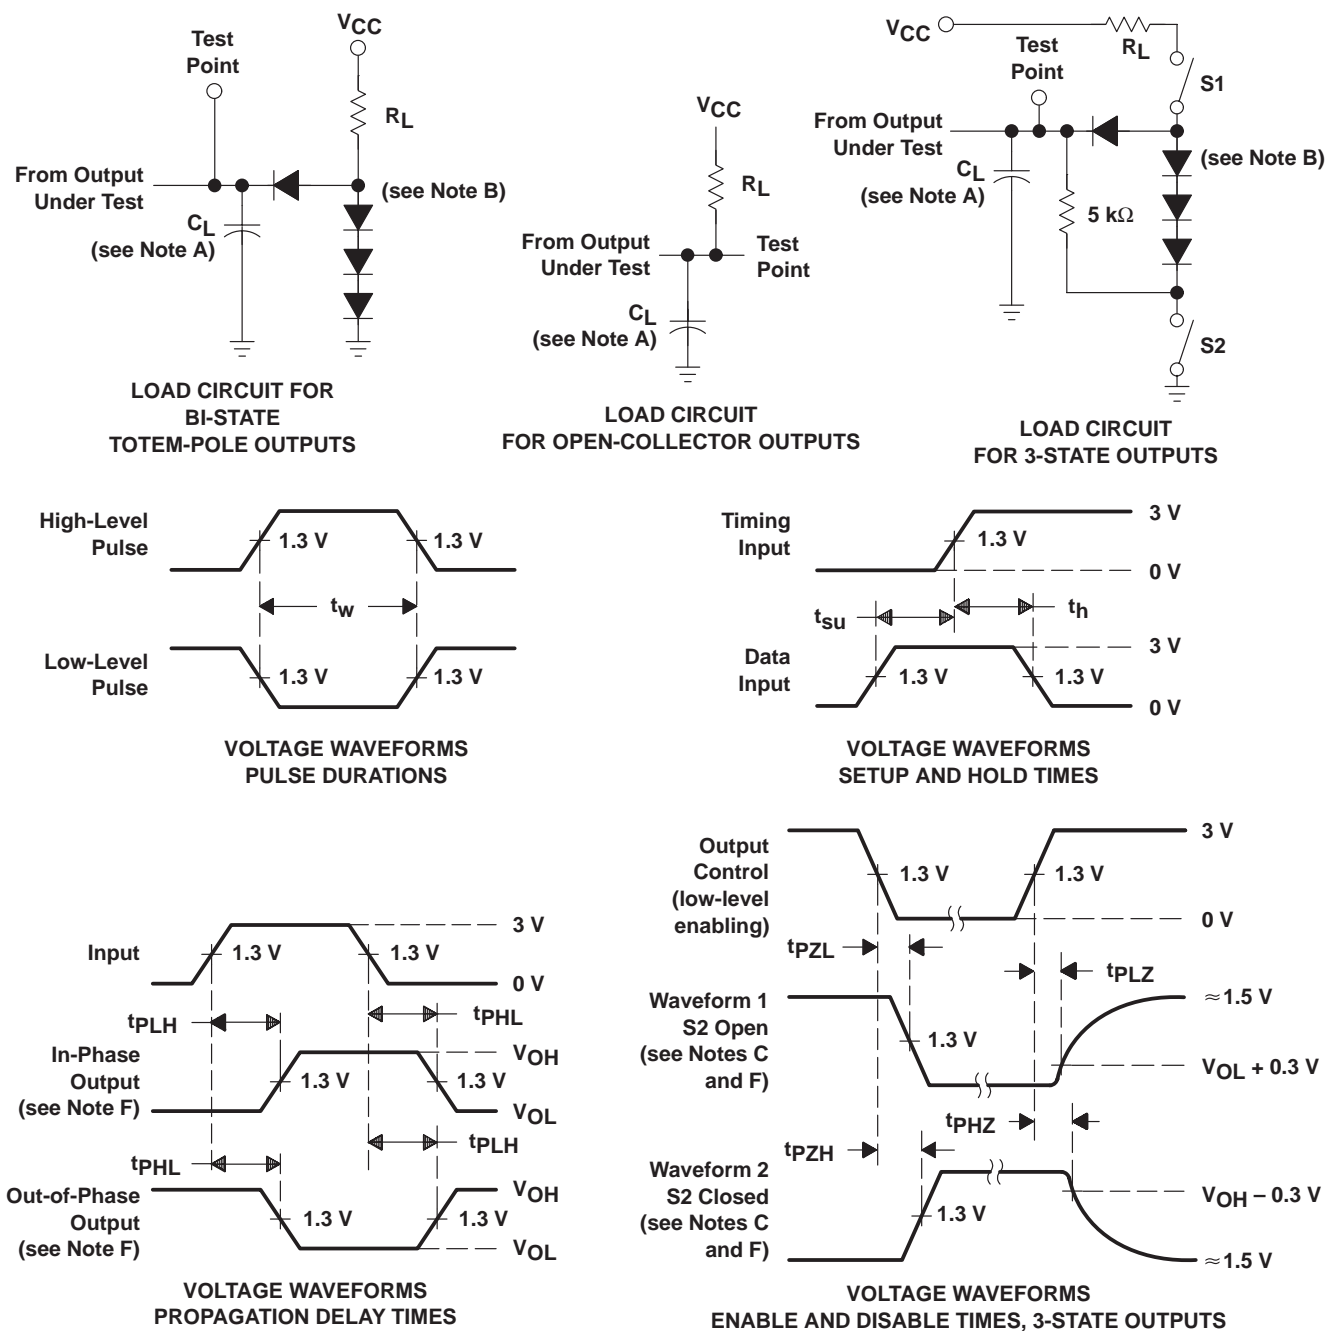 VCC
Test
Point
RL
From Output
Under Test
(see Note B)
CL
(see Note A)
LOAD CIRCUIT FOR
BI-STATE
TOTEM-POLE OUTPUTS
VCC
RL
From Output
Under Test
Test
Point
CL
(see Note A)
LOAD CIRCUIT
FOR OPEN-COLLECTOR OUTPUTS
VCC
RL
Test
Point
S1
From Output
Under Test
(see Note B)
CL
(see Note A)
5 kΩ
S2
LOAD CIRCUIT
FOR 3-STATE OUTPUTS
High-Level
Pulse
1.3 V
1.3 V
tw
Low-Level
Pulse
1.3 V
1.3 V
VOLTAGE WAVEFORMS
PULSE DURATIONS
Timing
Input
3 V
1.3 V
0 V
tsu
th
Data
Input
3 V
1.3 V
1.3 V
0 V
VOLTAGE WAVEFORMS
SETUP AND HOLD TIMES
Input
3 V
1.3 V
1.3 V
0 V
tPLH
tPHL
In-Phase
Output
(see Note F)
VOH
1.3 V
1.3 V
VOL
tPHL
tPLH
Out-of-Phase
Output
(see Note F)
VOH
1.3 V
1.3 V
VOL
VOLTAGE WAVEFORMS
PROPAGATION DELAY TIMES
Output
Control
(low-level
enabling)
3 V
1.3 V
1.3 V
0 V
tPZL
tPLZ
Waveform 1
S2 Open
(see Notes C
and F)
≈1.5 V
1.3 V
VOL + 0.3 V
tPZH
tPHZ
Waveform 2
S2 Closed
(see Notes C
and F)
VOH – 0.3 V
1.3 V
≈1.5 V
VOLTAGE WAVEFORMS
ENABLE AND DISABLE TIMES, 3-STATE OUTPUTS